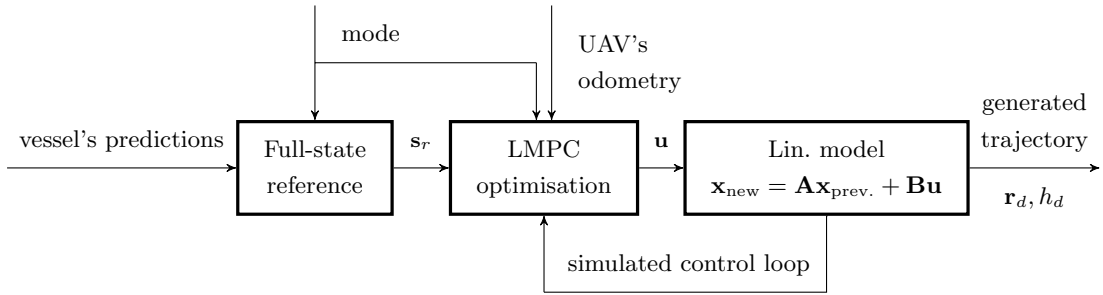 mode
UAV's
odometry
vessel's predictions
Full-state
reference
𝐬ᵣ
LMPC
optimisation
𝐮
Lin. model
𝐱_new = 𝐀𝐱_prev. + 𝐁𝐮
generated
trajectory
𝐫_d, h_d
simulated control loop